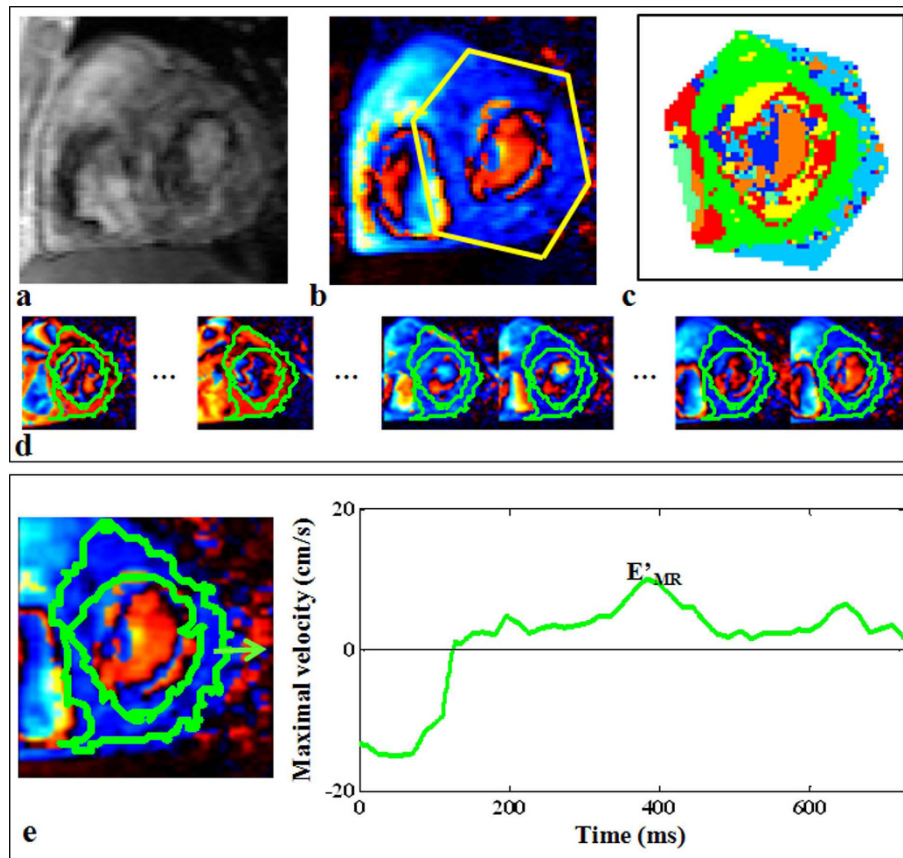 a
b
c
... ... ...
d
20
0
-20
Maximal velocity (cm/s)
E'MR
0 200 400 600
Time (ms)
e